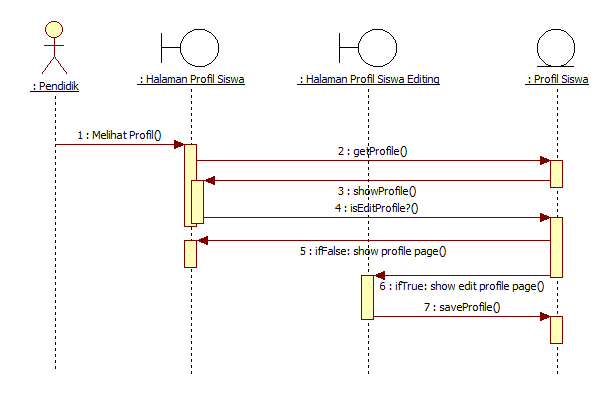 : Pendidik
: Halaman Profil Siswa
: Halaman Profil Siswa Editing
: Profil Siswa
1 : Melihat Profil()
2 : getProfile()
3 : showProfile()
4 : isEditProfile?()
5 : ifFalse: show profile page()
6 : ifTrue: show edit profile page()
7 : saveProfile()